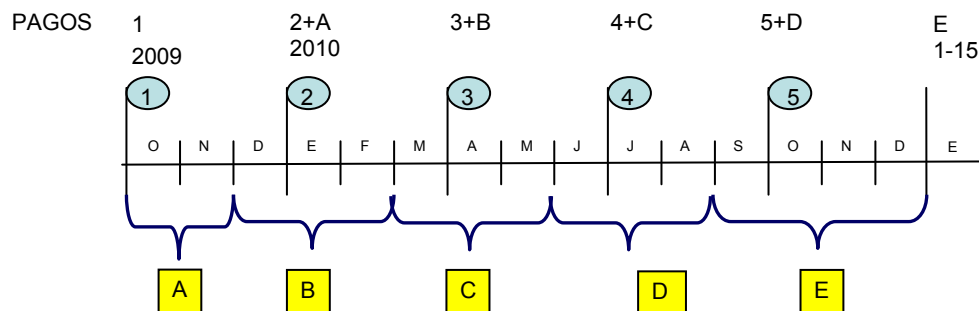 PAGOS 1 2+A 3+B 4+C 5+D E
2009 2010 1-15
1 2 3 4 5
O N D E F M A M J J A S O N D E
A B C D E